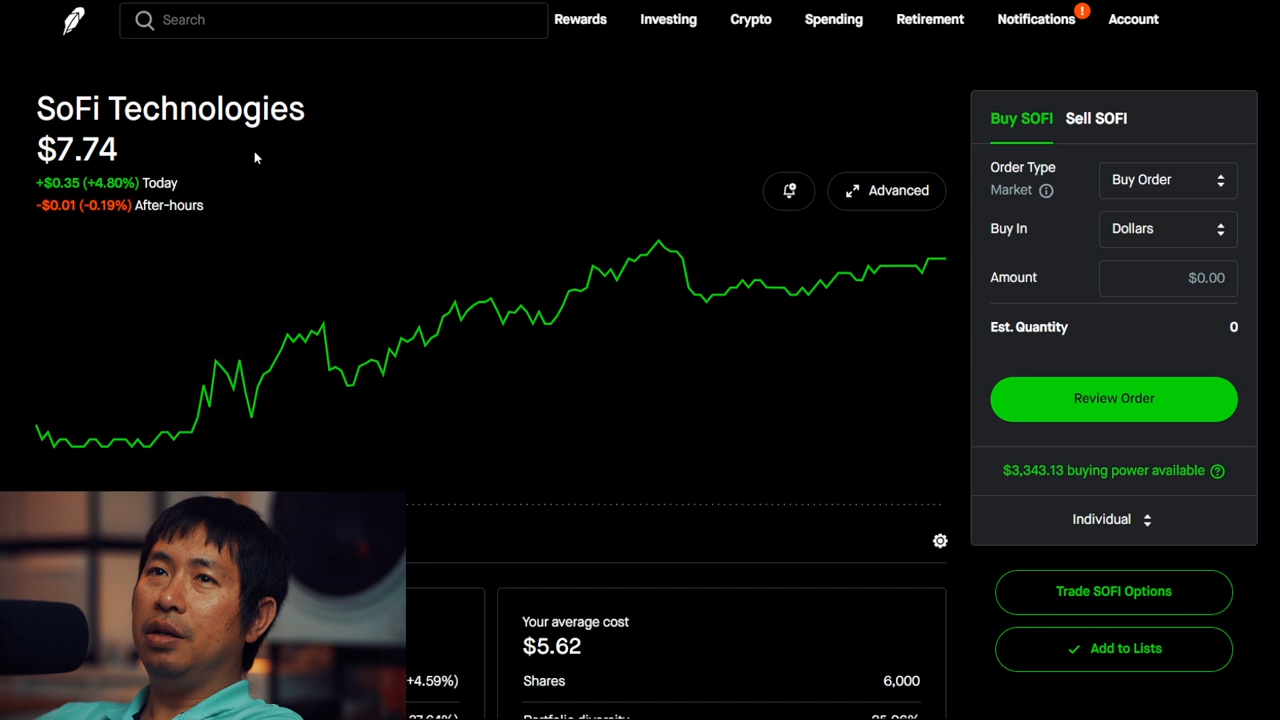 Search
Rewards
Investing
Crypto
Spending
Retirement
Notifications
!
Account
SoFi Technologies
$7.74
+$0.35 (+4.80%) Today
-$0.01 (-0.19%) After-hours
Advanced
Buy SOFI
Sell SOFI
Order Type
Market
Buy Order
Buy In
Dollars
Amount
$0.00
Est. Quantity
0
Review Order
$3,343.13 buying power available
Individual
Trade SOFI Options
Add to Lists
Your average cost
$5.62
+4.59%)
Shares
6,000
Portfolio diversity